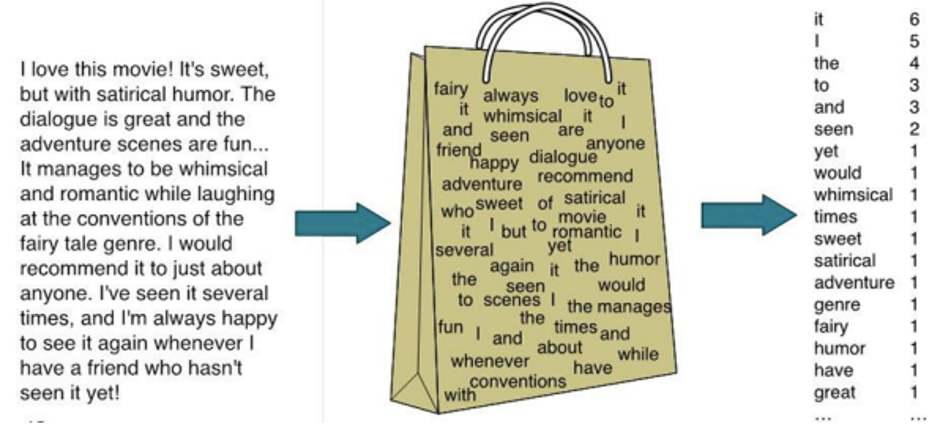 I love this movie! It's sweet,
but with satirical humor. The
dialogue is great and the
adventure scenes are fun...
It manages to be whimsical
and romantic while laughing
at the conventions of the
fairy tale genre. I would
recommend it to just about
anyone. I've seen it several
times, and I'm always happy
to see it again whenever I
have a friend who hasn't
seen it yet!
fairy always love to it
it whimsical it I
and seen are anyone
friend happy dialogue
adventure recommend
who sweet of satirical movie it
it I but to romantic I
several yet
again it the humor
the seen would
to scenes I the manages
fun the times and
I and about while
whenever have
conventions
with
it 6
I 5
the 4
to 3
and 3
seen 2
yet 1
would 1
whimsical 1
times 1
sweet 1
satirical 1
adventure 1
genre 1
fairy 1
humor 1
have 1
great 1
... ...